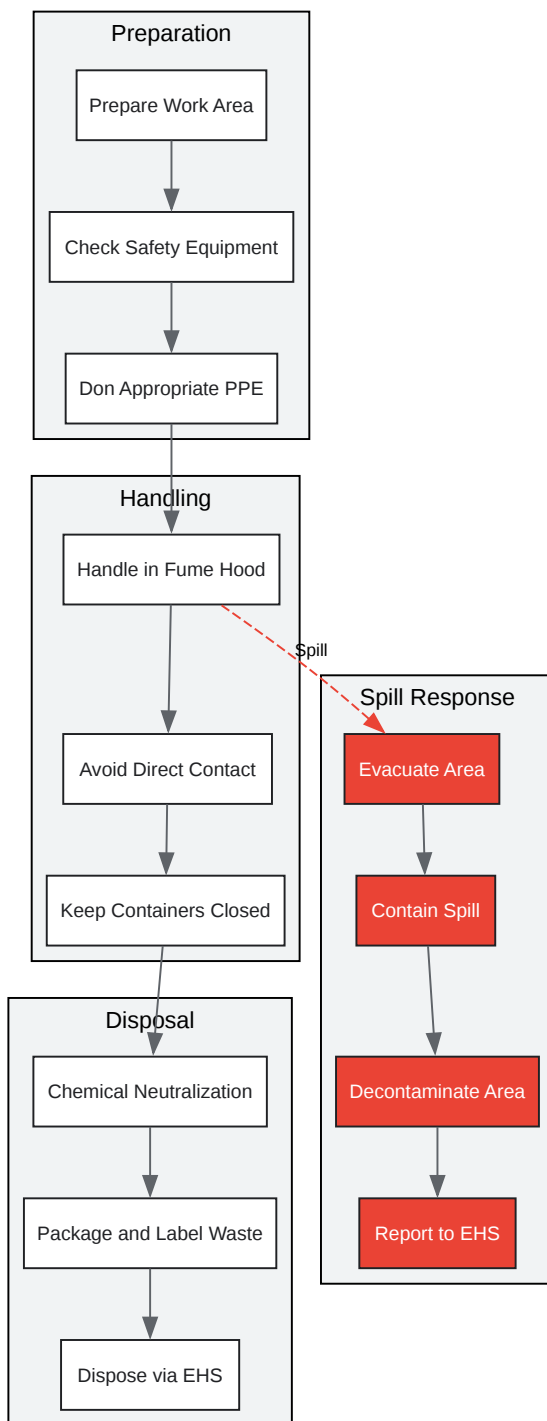 Preparation
Prepare Work Area
Check Safety Equipment
Don Appropriate PPE
Handling
Handle in Fume Hood
Spill
Avoid Direct Contact
Keep Containers Closed
Spill Response
Evacuate Area
Contain Spill
Decontaminate Area
Report to EHS
Disposal
Chemical Neutralization
Package and Label Waste
Dispose via EHS